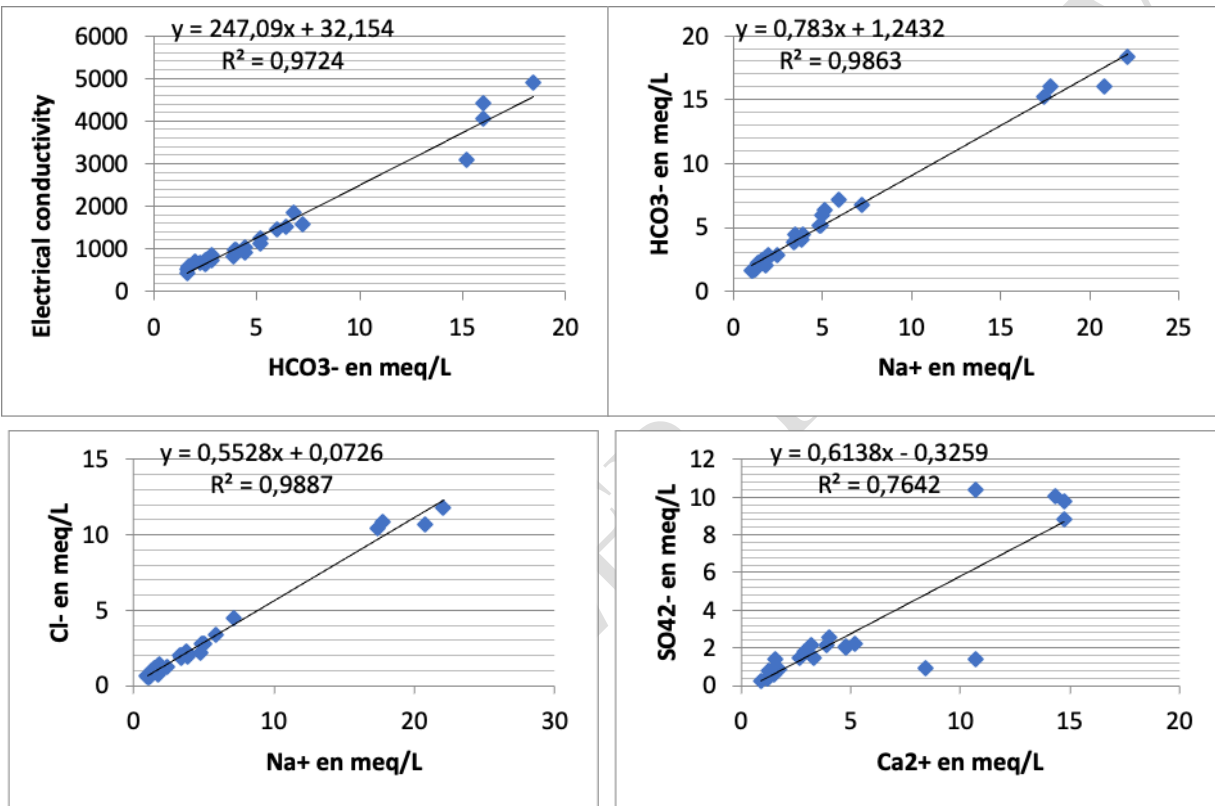 y = 247,09x + 32,154
R² = 0,9724
6000
5000
4000
3000
2000
1000
0
0 5 10 15 20
Electrical conductivity
HCO3- en meq/L
y = 0,783x + 1,2432
R² = 0,9863
20
15
10
5
0
0 5 10 15 20 25
HCO3- en meq/L
Na+ en meq/L
y = 0,5528x + 0,0726
R² = 0,9887
15
10
5
0
0 10 20 30
Cl- en meq/L
Na+ en meq/L
y = 0,6138x - 0,3259
R² = 0,7642
12
10
8
6
4
2
0
0 5 10 15 20
SO42- en meq/L
Ca2+ en meq/L